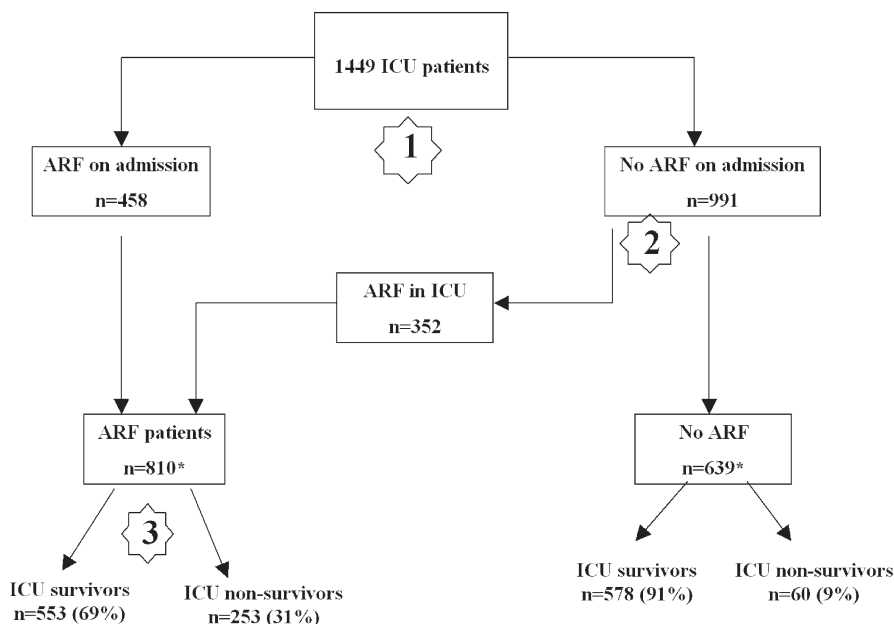 1449 ICU patients
1
ARF on admission
n=458
No ARF on admission
n=991
2
ARF in ICU
n=352
ARF patients
n=810*
No ARF
n=639*
3
ICU survivors
n=553 (69%)
ICU non-survivors
n=253 (31%)
ICU survivors
n=578 (91%)
ICU non-survivors
n=60 (9%)